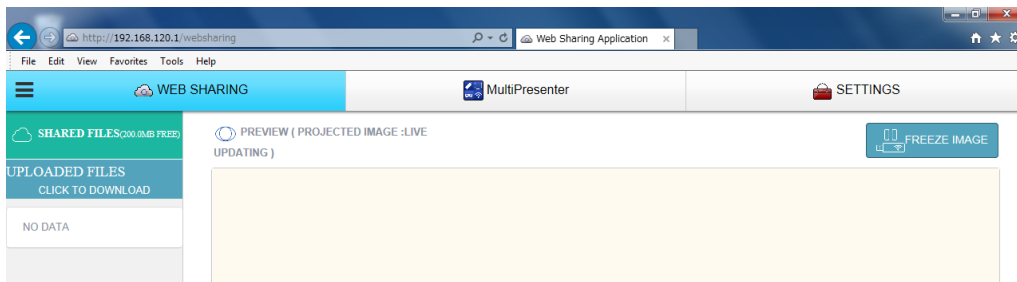 http://192.168.120.1/websharing
Web Sharing Application
File Edit View Favorites Tools Help
WEB SHARING
MultiPresenter
SETTINGS
SHARED FILES(200.0MB FREE)
PREVIEW ( PROJECTED IMAGE :LIVE
UPDATING )
FREEZE IMAGE
UPLOADED FILES
CLICK TO DOWNLOAD
NO DATA